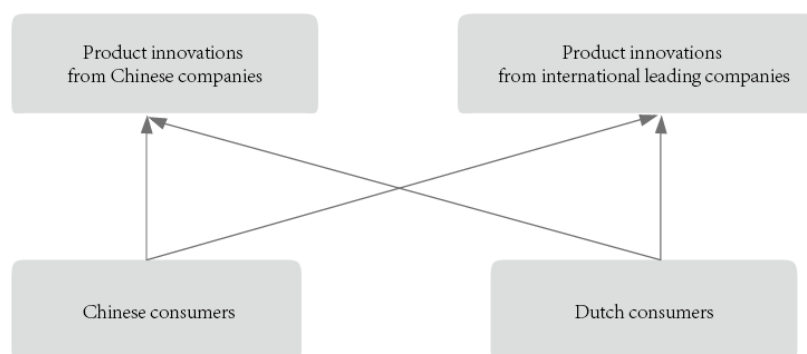 Product innovations
from Chinese companies
Product innovations
from international leading companies
Chinese consumers
Dutch consumers